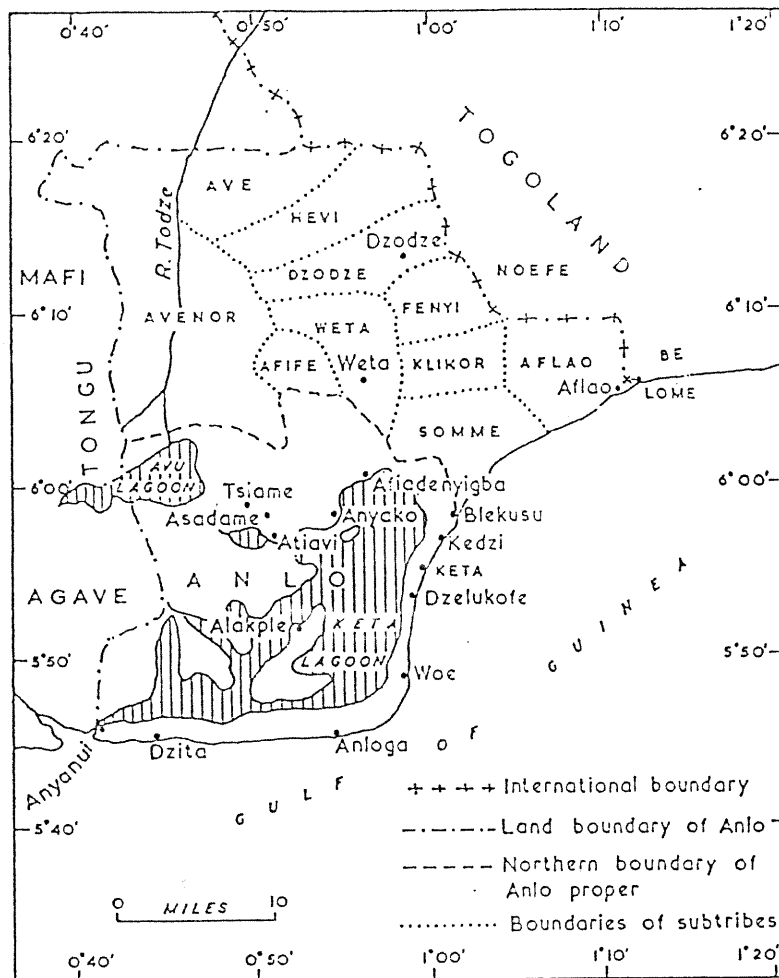 0°40' 0°50' 1°00' 1°10' 1°20'
6°20' 6°20'
TOGOLAND
AVE
HEVI
R. Todze
Dzodze
MAFI
DZODZE
NOEFE
6°10' 6°10'
AVENOR
FENYI
WETA
AFIFE
Weta
KLIKOR
AFLAO
BE
Aflao
LOME
TONGU
SOMME
AVU
LAGOON
6°00' 6°00'
Afiadenyigba
Tsiame
Asadame
Anyako
Blekusu
Atiavi
Kedzi
ANLO
KETA
AGAVE
Dzelukofe
Alakple
KETA
LAGOON
5°50' 5°50'
Woe
Anyanui
Dzita
Anloga
GULF OF GUINEA
5°40'
International boundary
Land boundary of Anlo
Northern boundary of
Anlo proper
Boundaries of subtribes
0 MILES 10
0°40' 0°50' 1°00' 1°10' 1°20'